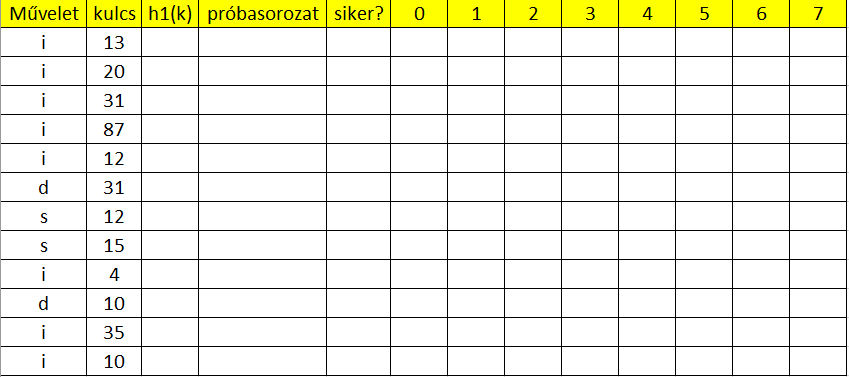 Művelet kulcs h1(k) próbasorozat siker? 0 1 2 3 4 5 6 7
i 13
i 20
i 31
i 87
i 12
d 31
s 12
s 15
i 4
d 10
i 35
i 10